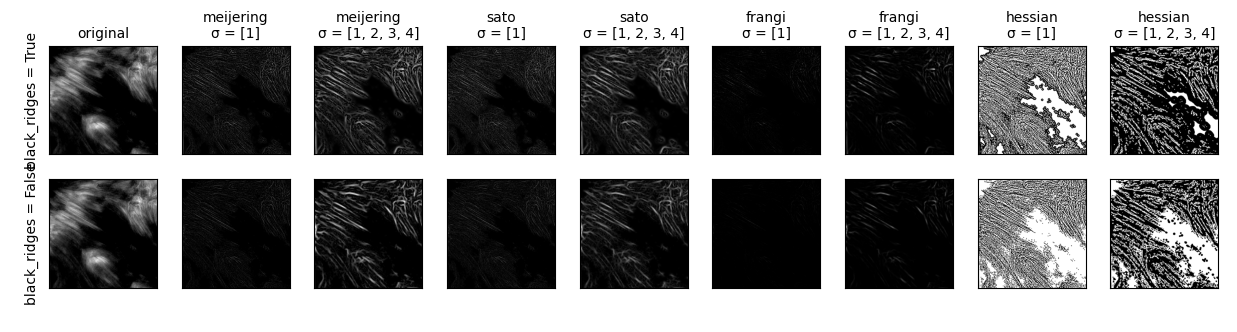 original
meijering
σ = [1]
meijering
σ = [1, 2, 3, 4]
sato
σ = [1]
sato
σ = [1, 2, 3, 4]
frangi
σ = [1]
frangi
σ = [1, 2, 3, 4]
hessian
σ = [1]
hessian
σ = [1, 2, 3, 4]
black_ridges = True
black_ridges = False